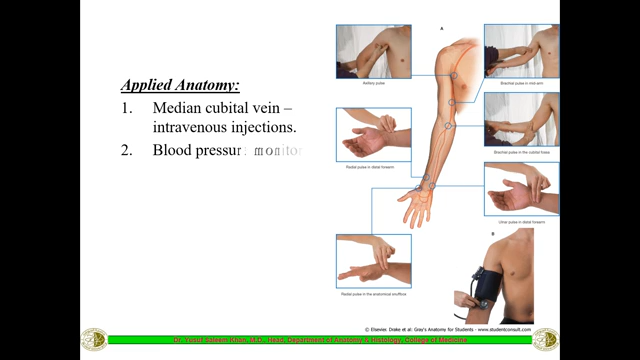 Applied Anatomy:
1. Median cubital vein –
intravenous injections.
2. Blood pressur monitor
A
Axillary pulse
Brachial pulse in mid-arm
Radial pulse in distal forearm
Brachial pulse in the cubital fossa
Ulnar pulse in distal forearm
Radial pulse in the anatomical snuffbox
B
© Elsevier. Drake et al: Gray's Anatomy for Students - www.studentconsult.com
Dr. Yusuf Saleem Khan, M.D., Head, Department of Anatomy & Histology, College of Medicine